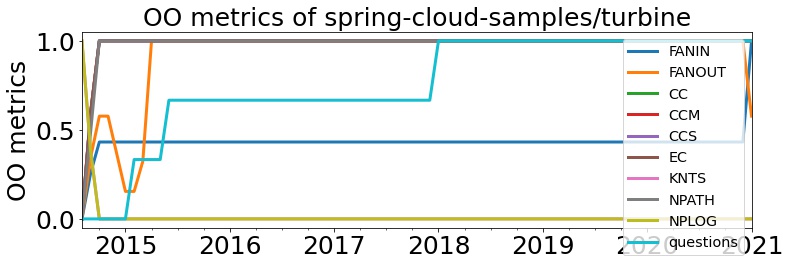 OO metrics of spring-cloud-samples/turbine
OO metrics
1.0
0.5
0.0
2015 2016 2017 2018 2019 2020 2021
FANIN
FANOUT
CC
CCM
CCS
EC
KNTS
NPATH
NPLOG
questions